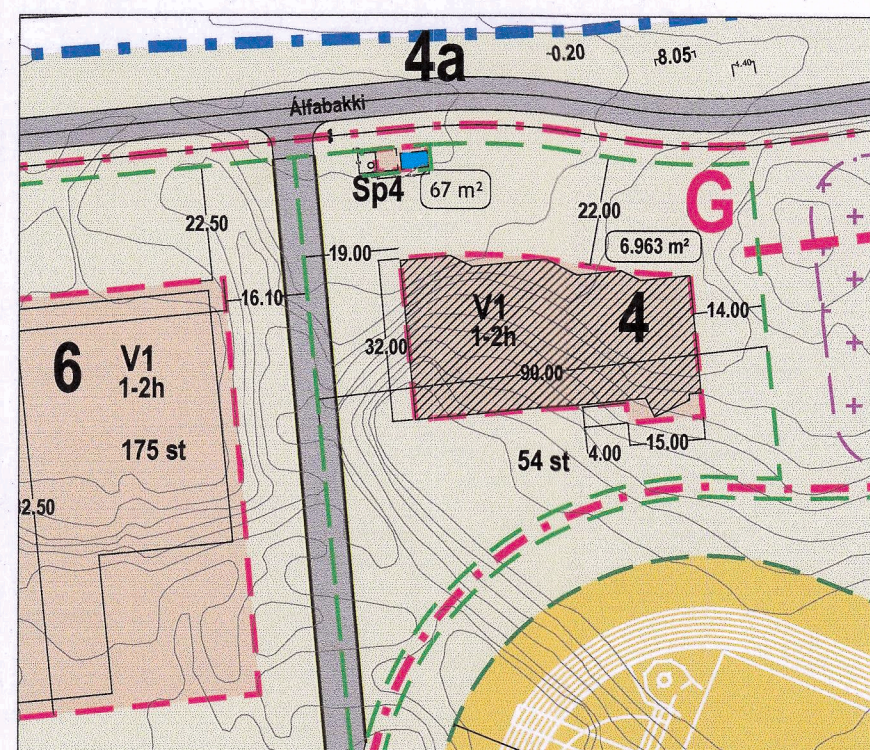 4a
-0.20
8.05
4.40
Álfabakki
Sp4
67 m²
G
22.50
22.00
6.963 m²
19.00
16.10
V1
1-2h
4
14.00
32.00
6
V1
1-2h
90.00
175 st
54 st
4.00
15.00
2.50